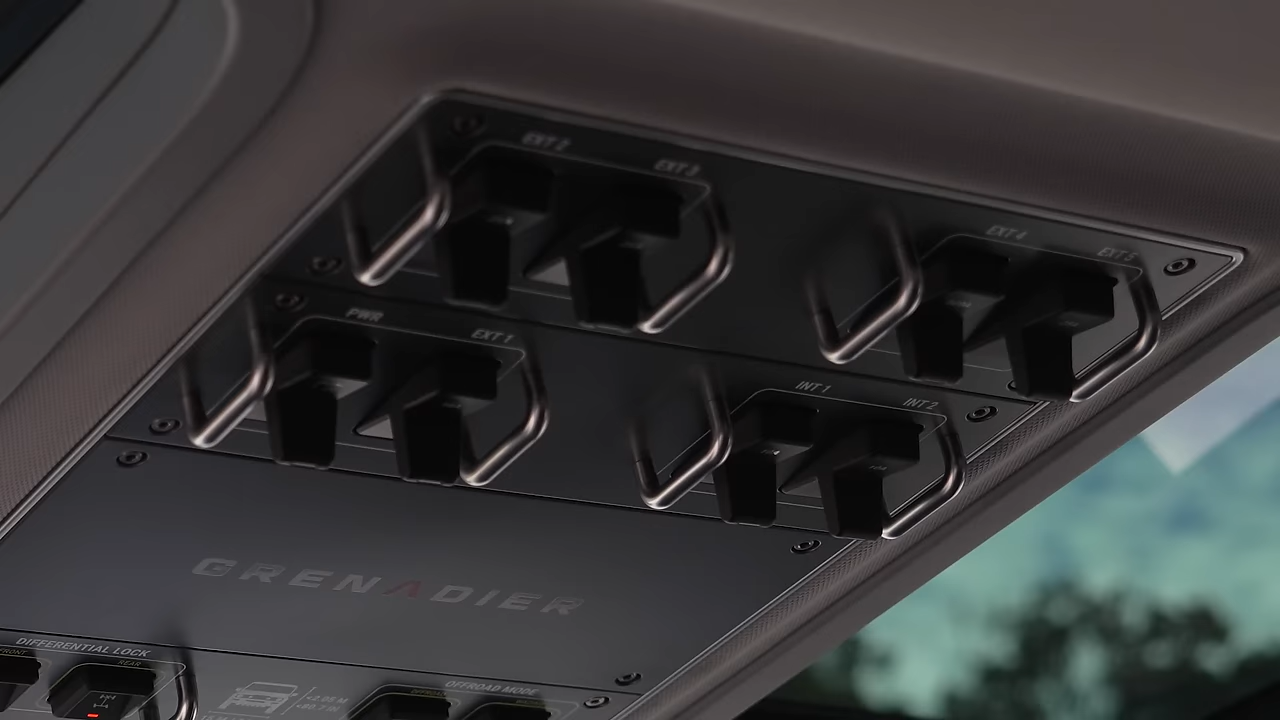 EXT 2
EXT 3
EXT 4
EXT 5
PWR
EXT 1
INT 1
INT 2
GRENADIER
DIFFERENTIAL LOCK
FRONT
REAR
OFFROAD MODE